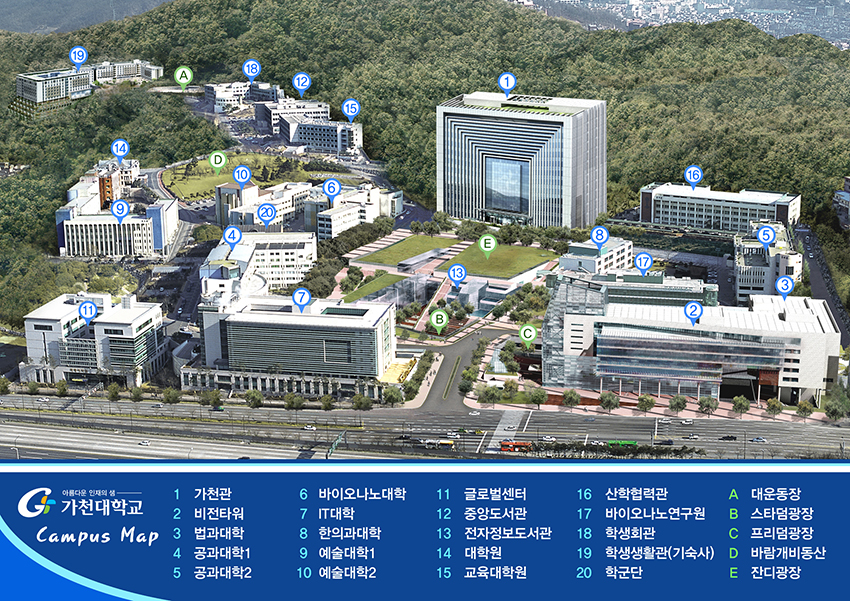 19
18
A
12
1
15
14
D
10
6
16
9
20
4
E
8
5
13
17
3
7
2
11
B
C
아름다운 인재의 샘
G 가천대학교
Campus Map
1 가천관
2 비전타워
3 법과대학
4 공과대학1
5 공과대학2
6 바이오나노대학
7 IT대학
8 한의과대학
9 예술대학1
10 예술대학2
11 글로벌센터
12 중앙도서관
13 전자정보도서관
14 대학원
15 교육대학원
16 산학협력관
17 바이오나노연구원
18 학생회관
19 학생생활관(기숙사)
20 학군단
A 대운동장
B 스타덤광장
C 프리덤광장
D 바람개비동산
E 잔디광장